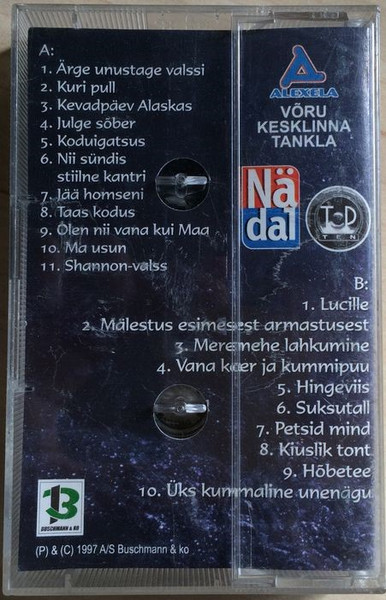 A:
1. Ärge unustage valssi
2. Kuri pull
3. Kevadpäev Alaskas
4. Julge sõber
5. Koduigatsus
6. Nii sündis
stiilne kantri
7. Jää homseni
8. Taas kodus
9. Olen nii vana kui Maa
10. Ma usun
11. Shannon-valss
ALEXELA
VÕRU
KESKLINNA
TANKLA
Nä
dal
TOP
TEN
B:
1. Lucille
2. Mälestus esimesest armastusest
3. Meremehe lahkumine
4. Vana kaer ja kummipuu
5. Hingeviis
6. Suksutall
7. Petsid mind
8. Kiuslik tont
9. Hõbetee
10. Üks kummaline unenägu
B
BUSCHMANN & KO
(P) & (C) 1997 A/S Buschmann & ko